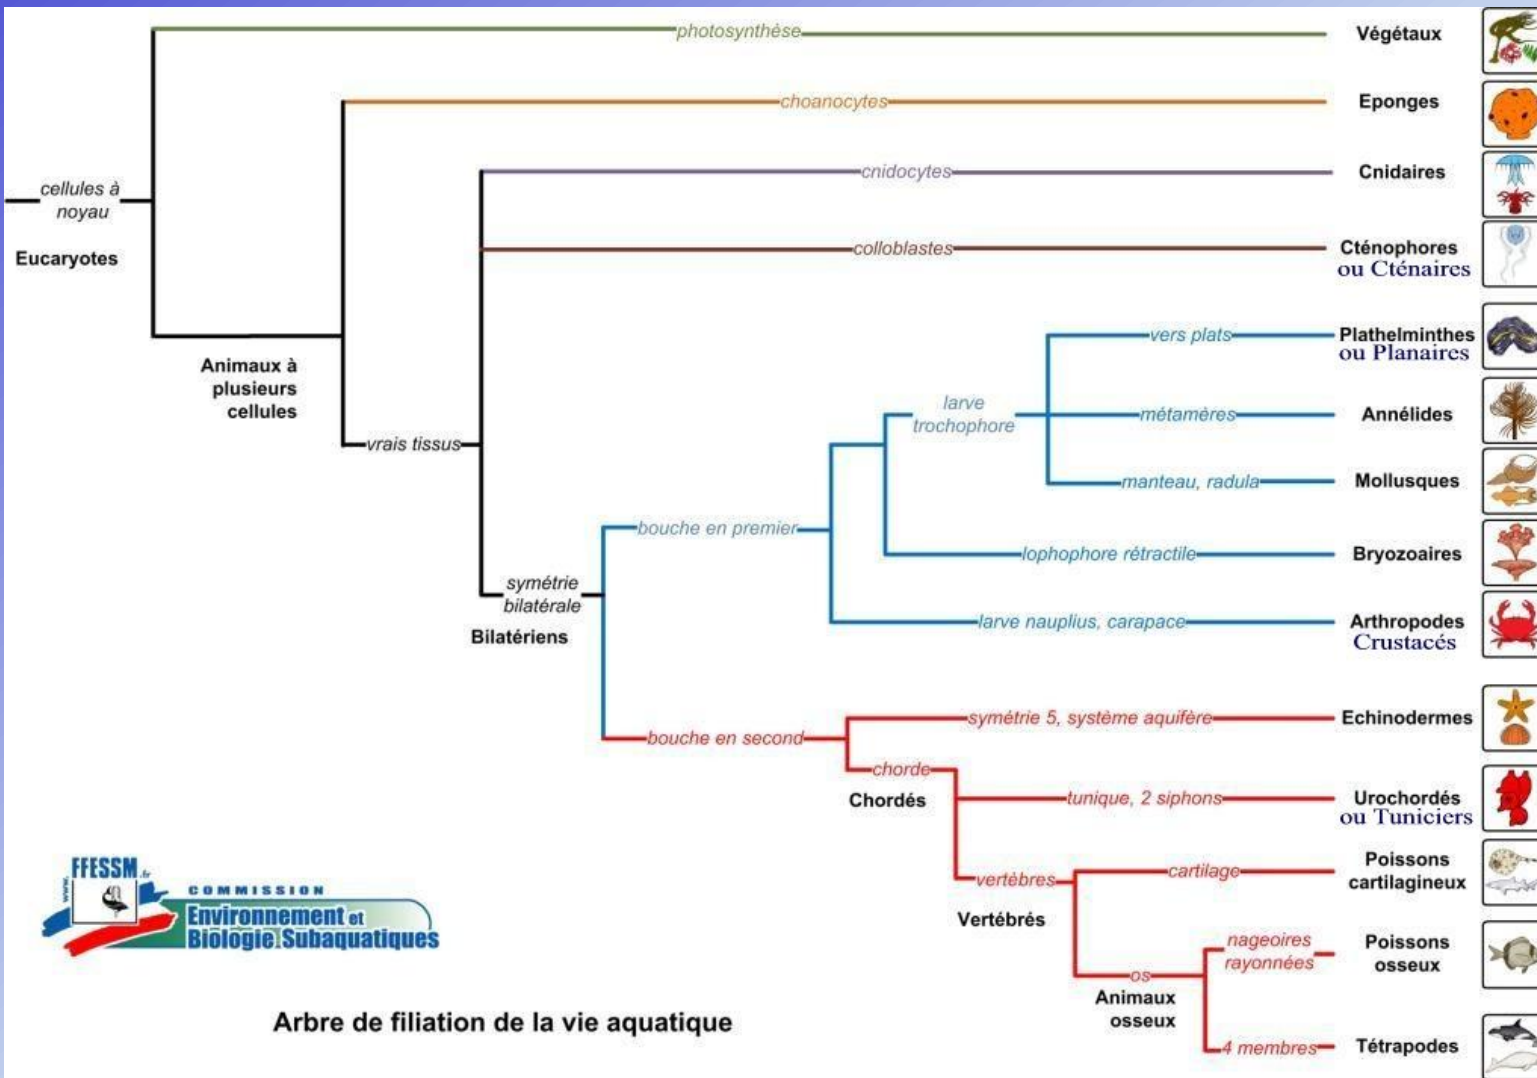 photosynthèse
Végétaux
choanocytes
Eponges
cellules à
noyau
Eucaryotes
cnidocytes
Cnidaires
colloblastes
Cténophores
ou Cténaires
Animaux à
plusieurs
cellules
vrais tissus
vers plats
Plathelminthes
ou Planaires
larve
trochophore
métamères
Annélides
manteau, radula
Mollusques
bouche en premier
lophophore rétractile
Bryozoaires
symétrie
bilatérale
Bilatériens
larve nauplius, carapace
Arthropodes
Crustacés
bouche en second
symétrie 5, système aquifère
Echinodermes
chorde
Chordés
tunique, 2 siphons
Urochordés
ou Tuniciers
vertèbres
Vertébrés
cartilage
Poissons
cartilagineux
os
Animaux
osseux
nageoires
rayonnées
Poissons
osseux
4 membres
Tétrapodes
www.FFESSM.fr
COMMISSION
Environnement et
Biologie Subaquatiques
Arbre de filiation de la vie aquatique